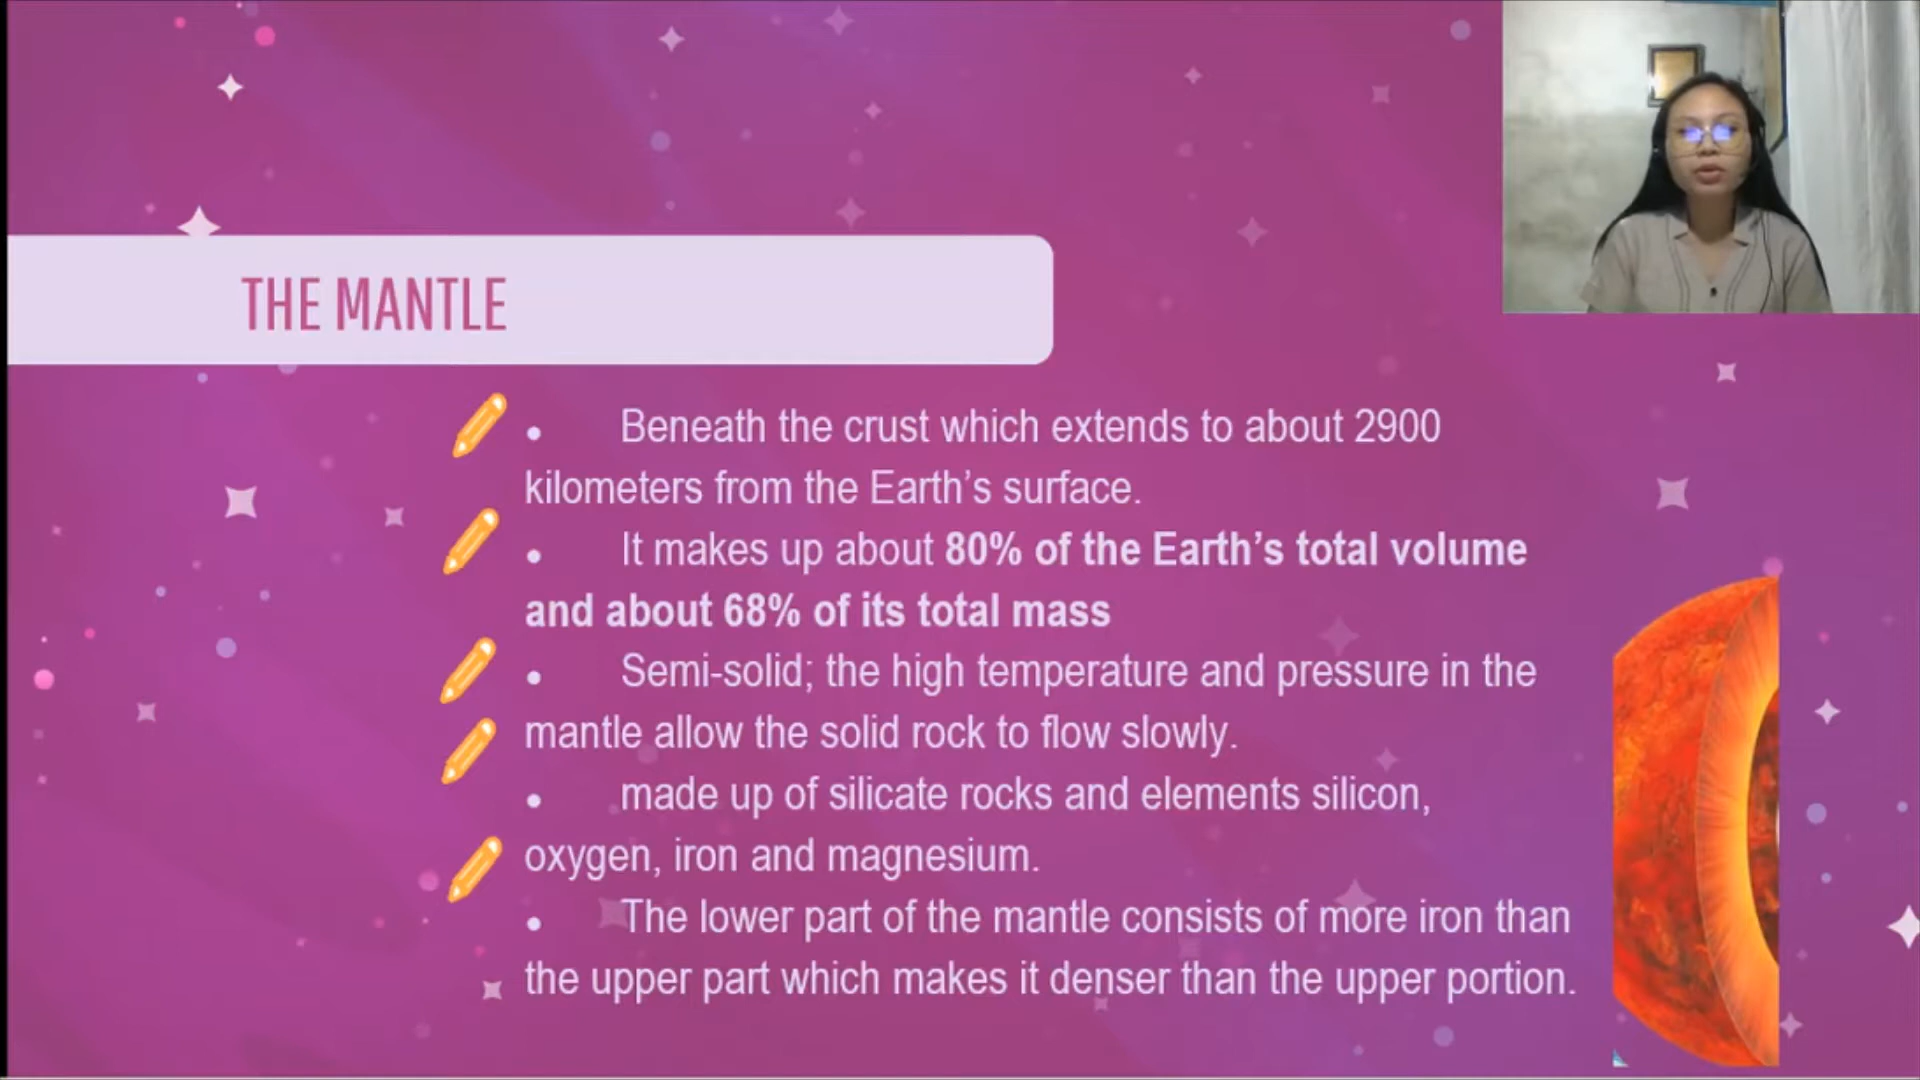 THE MANTLE
• Beneath the crust which extends to about 2900
kilometers from the Earth’s surface.
• It makes up about 80% of the Earth’s total volume
and about 68% of its total mass
• Semi-solid; the high temperature and pressure in the
mantle allow the solid rock to flow slowly.
• made up of silicate rocks and elements silicon,
oxygen, iron and magnesium.
• The lower part of the mantle consists of more iron than
the upper part which makes it denser than the upper portion.